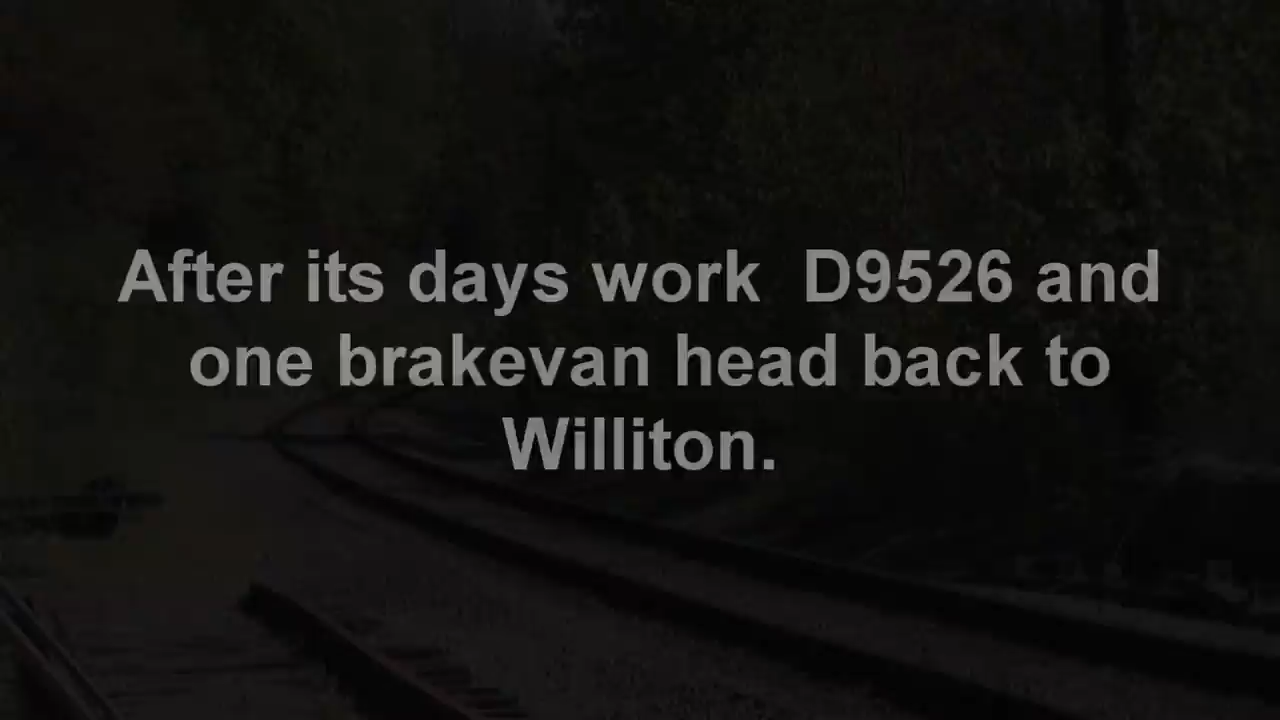 After its days work  D9526 and
one brakevan head back to
Williton.